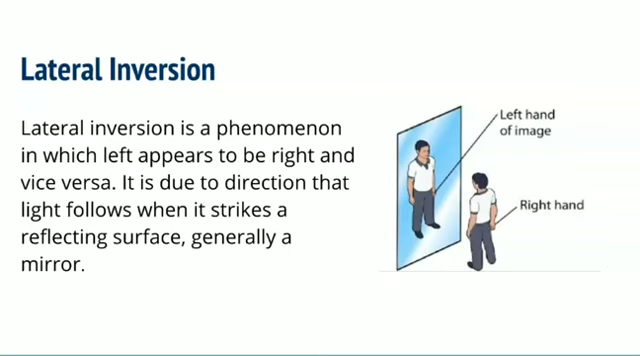 Lateral Inversion
Lateral inversion is a phenomenon
in which left appears to be right and
vice versa. It is due to direction that
light follows when it strikes a
reflecting surface, generally a
mirror.
Left hand
of image
Right hand